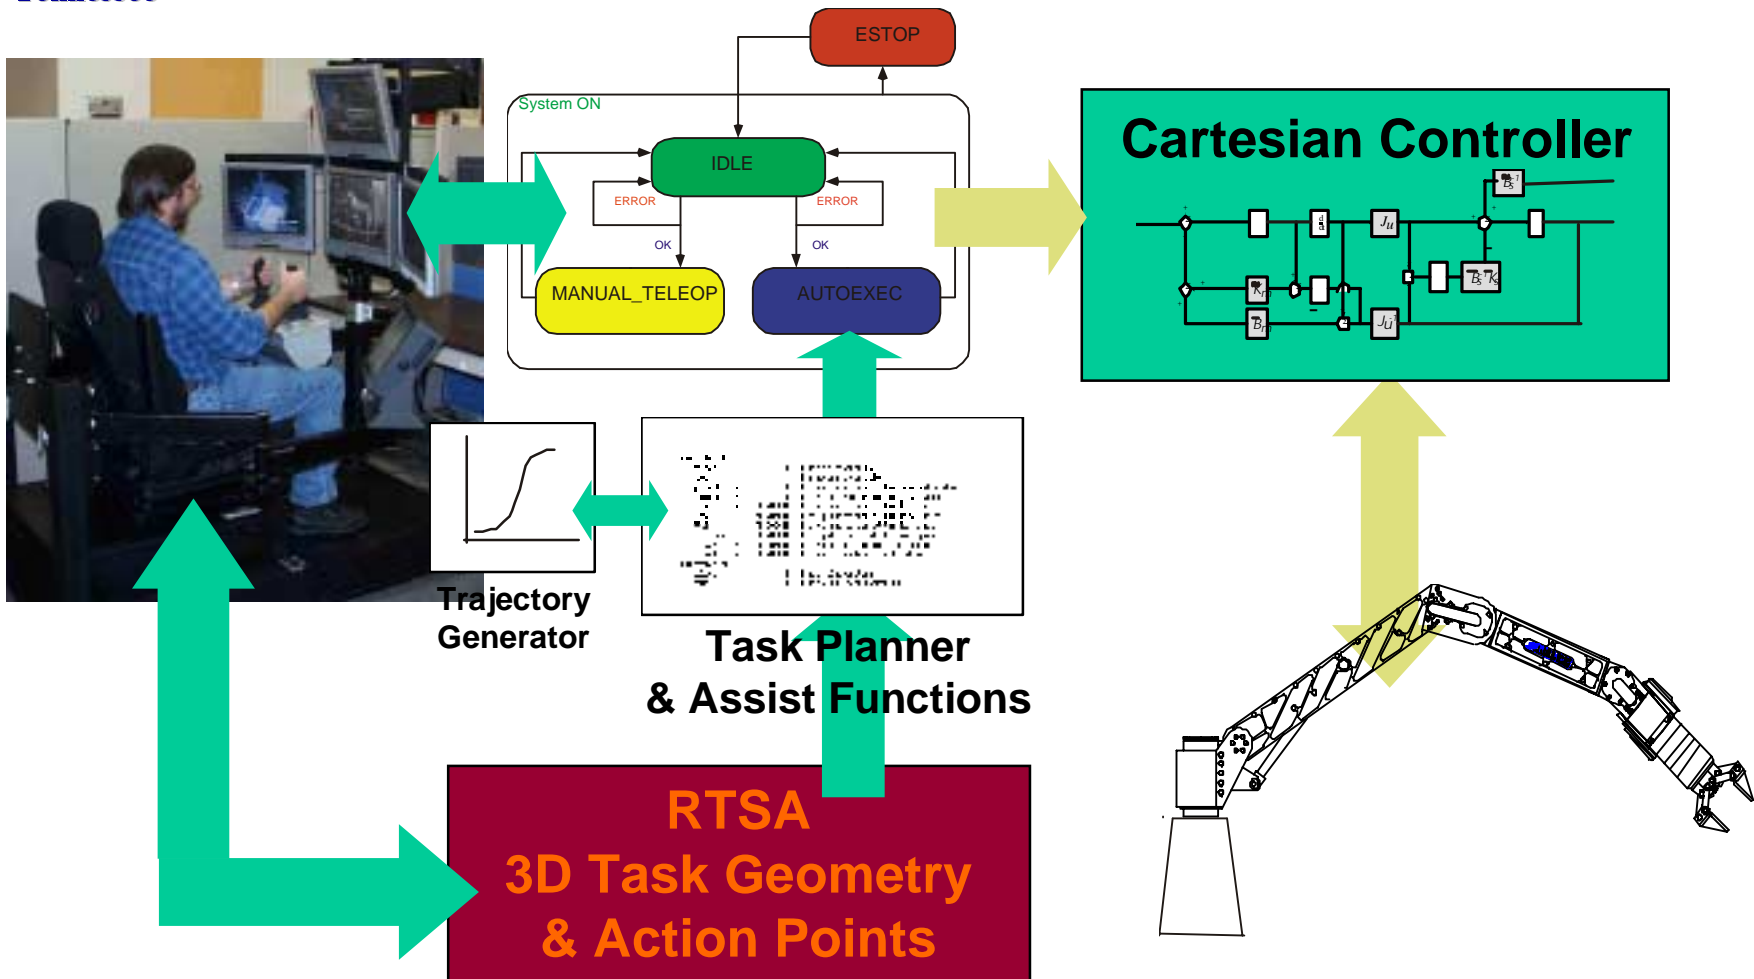 ESTOP
System ON
IDLE
ERROR
ERROR
OK
OK
MANUAL_TELEOP
AUTOEXEC
Cartesian Controller
J
u
Trajectory
Generator
Task Planner
& Assist Functions
RTSA
3D Task Geometry
& Action Points